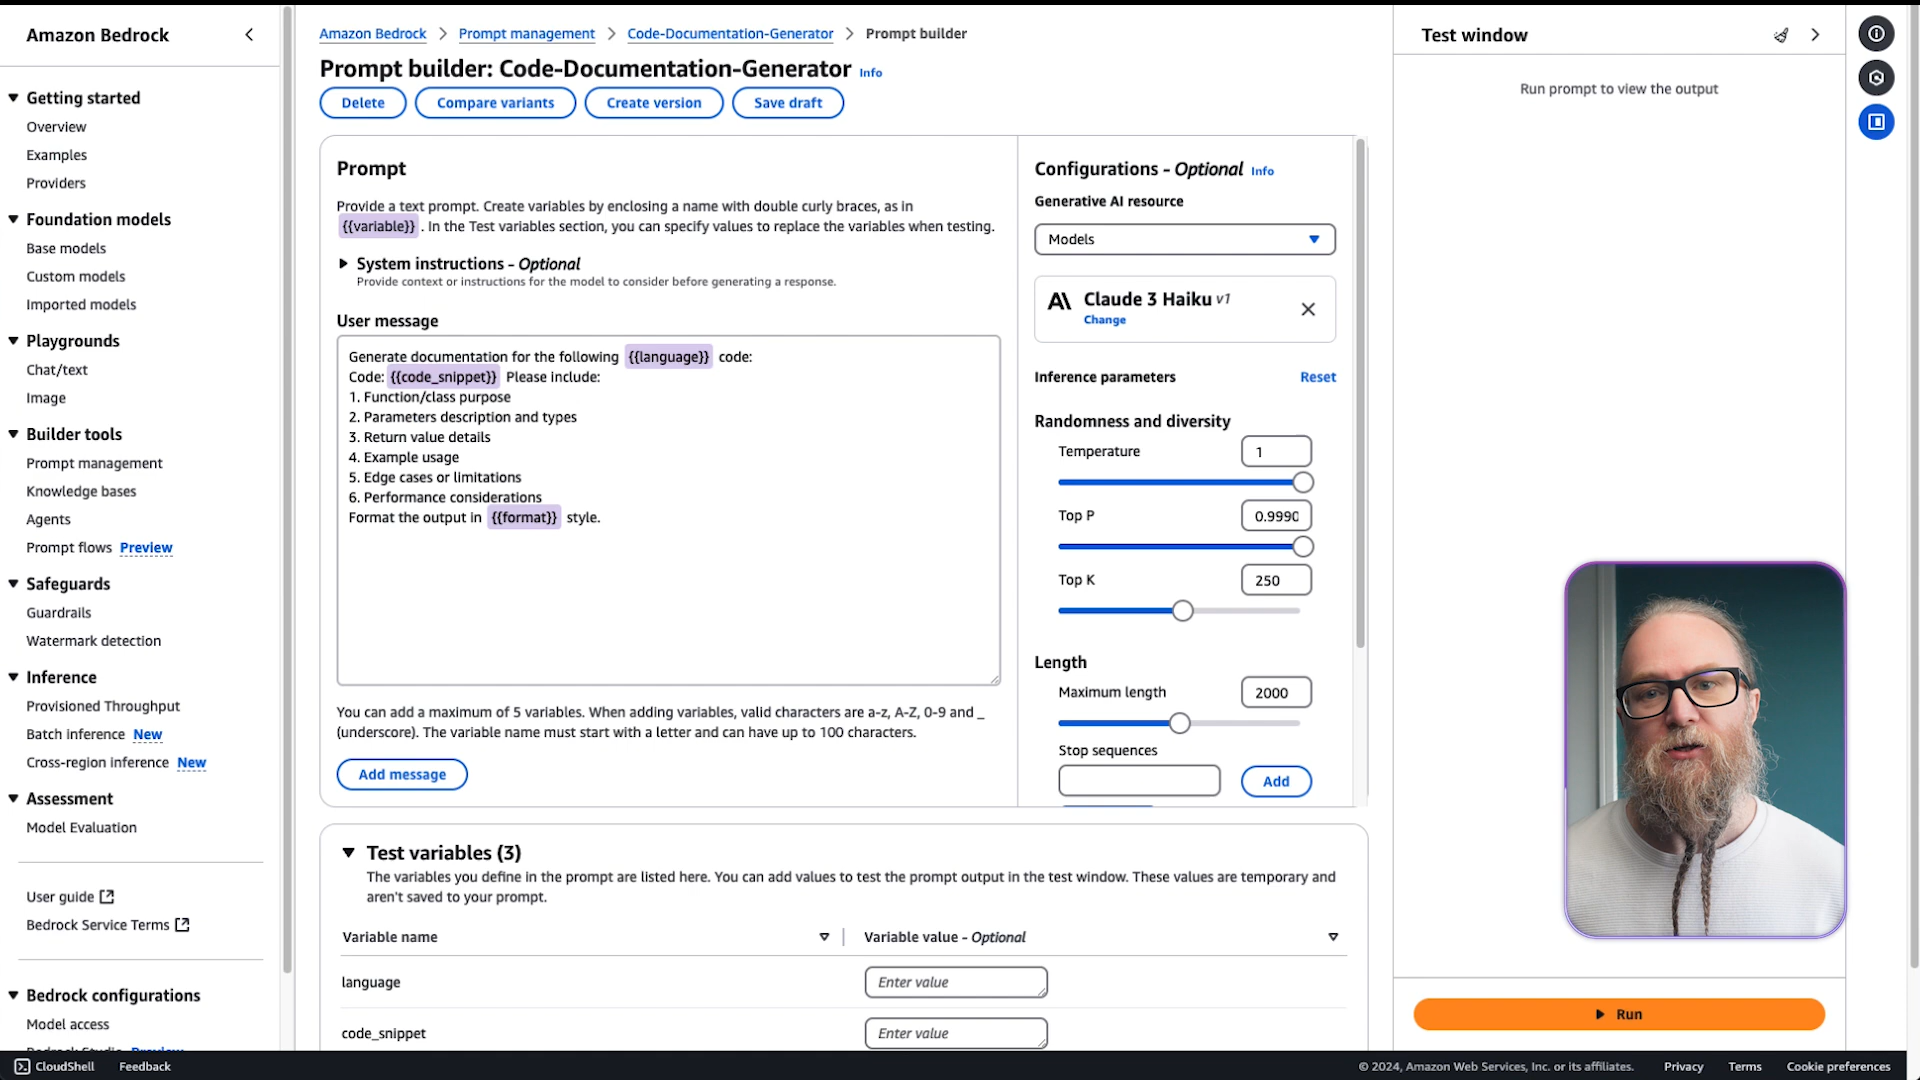 Amazon Bedrock
Getting started
Overview
Examples
Providers
Foundation models
Base models
Custom models
Imported models
Playgrounds
Chat/text
Image
Builder tools
Prompt management
Knowledge bases
Agents
Prompt flows Preview
Safeguards
Guardrails
Watermark detection
Inference
Provisioned Throughput
Batch inference New
Cross-region inference New
Assessment
Model Evaluation
User guide
Bedrock Service Terms
Bedrock configurations
Model access
Bedrock Studio Preview
Amazon Bedrock > Prompt management > Code-Documentation-Generator > Prompt builder
Prompt builder: Code-Documentation-Generator Info
Delete Compare variants Create version Save draft
Prompt
Provide a text prompt. Create variables by enclosing a name with double curly braces, as in
{{variable}} . In the Test variables section, you can specify values to replace the variables when testing.
System instructions - Optional
Provide context or instructions for the model to consider before generating a response.
User message
Generate documentation for the following {{language}} code:
Code: {{code_snippet}} Please include:
1. Function/class purpose
2. Parameters description and types
3. Return value details
4. Example usage
5. Edge cases or limitations
6. Performance considerations
Format the output in {{format}} style.
You can add a maximum of 5 variables. When adding variables, valid characters are a-z, A-Z, 0-9 and _
(underscore). The variable name must start with a letter and can have up to 100 characters.
Add message
Configurations - Optional Info
Generative AI resource
Models
Claude 3 Haiku v1
Change
Inference parameters Reset
Randomness and diversity
Temperature 1
Top P 0.9990
Top K 250
Length
Maximum length 2000
Stop sequences
Add
Test variables (3)
The variables you define in the prompt are listed here. You can add values to test the prompt output in the test window. These values are temporary and
aren't saved to your prompt.
Variable name Variable value - Optional
language Enter value
code_snippet Enter value
Test window
Run prompt to view the output
Run
CloudShell Feedback © 2024, Amazon Web Services, Inc. or its affiliates. Privacy Terms Cookie preferences